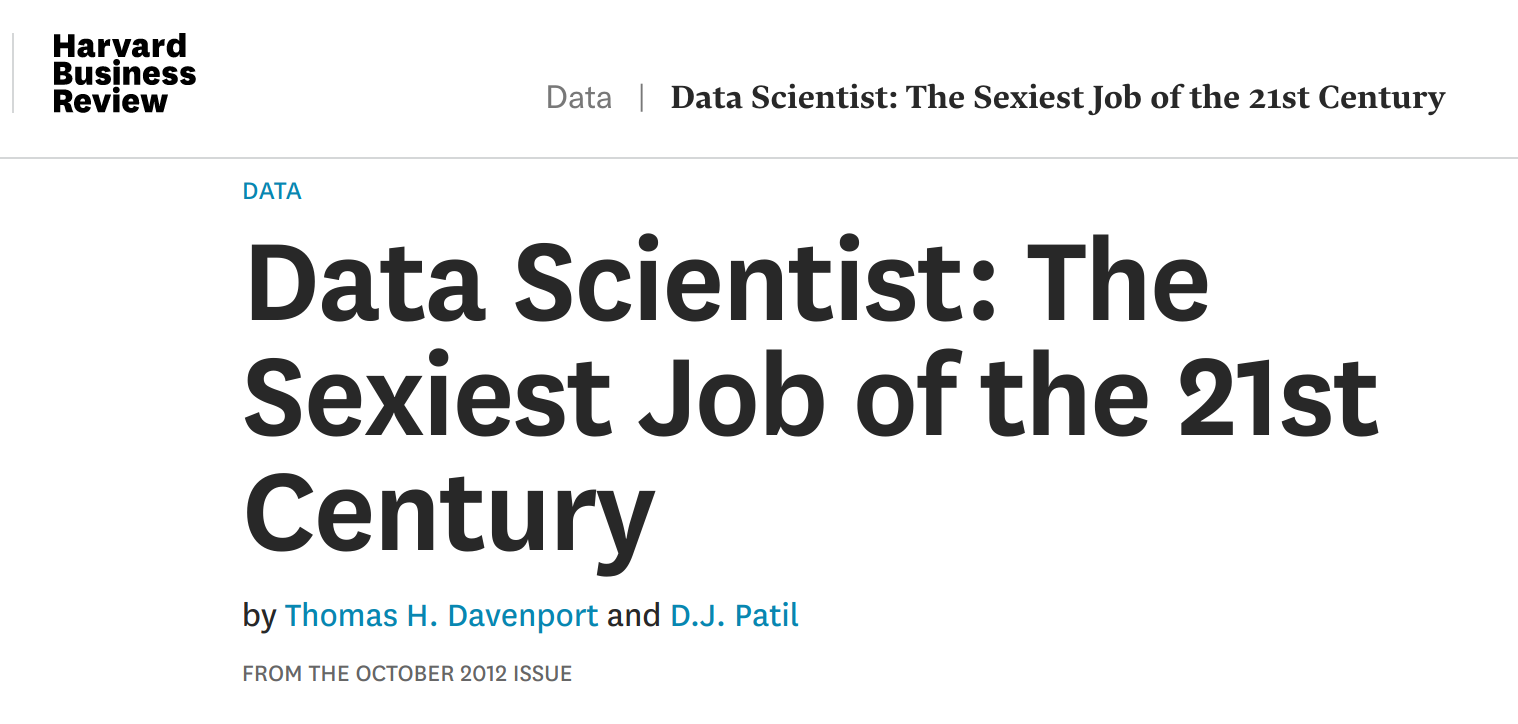 Harvard
Business
Review
Data | Data Scientist: The Sexiest Job of the 21st Century
DATA
Data Scientist: The
Sexiest Job of the 21st
Century
by Thomas H. Davenport and D.J. Patil
FROM THE OCTOBER 2012 ISSUE